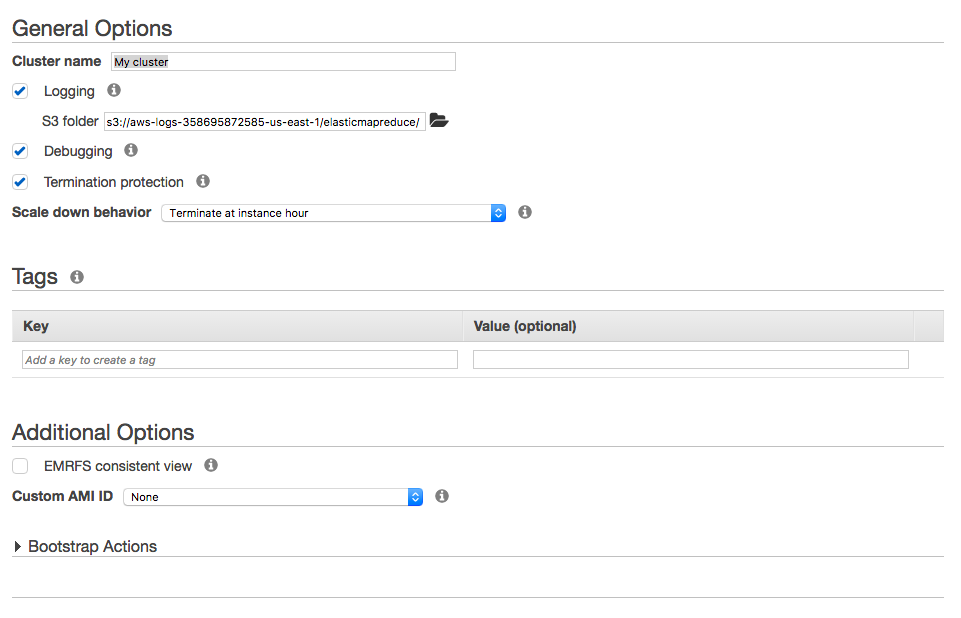 General Options
Cluster name My cluster
Logging
S3 folder s3://aws-logs-358695872585-us-east-1/elasticmapreduce/
Debugging
Termination protection
Scale down behavior Terminate at instance hour
Tags
Key Value (optional)
Add a key to create a tag
Additional Options
EMRFS consistent view
Custom AMI ID None
Bootstrap Actions